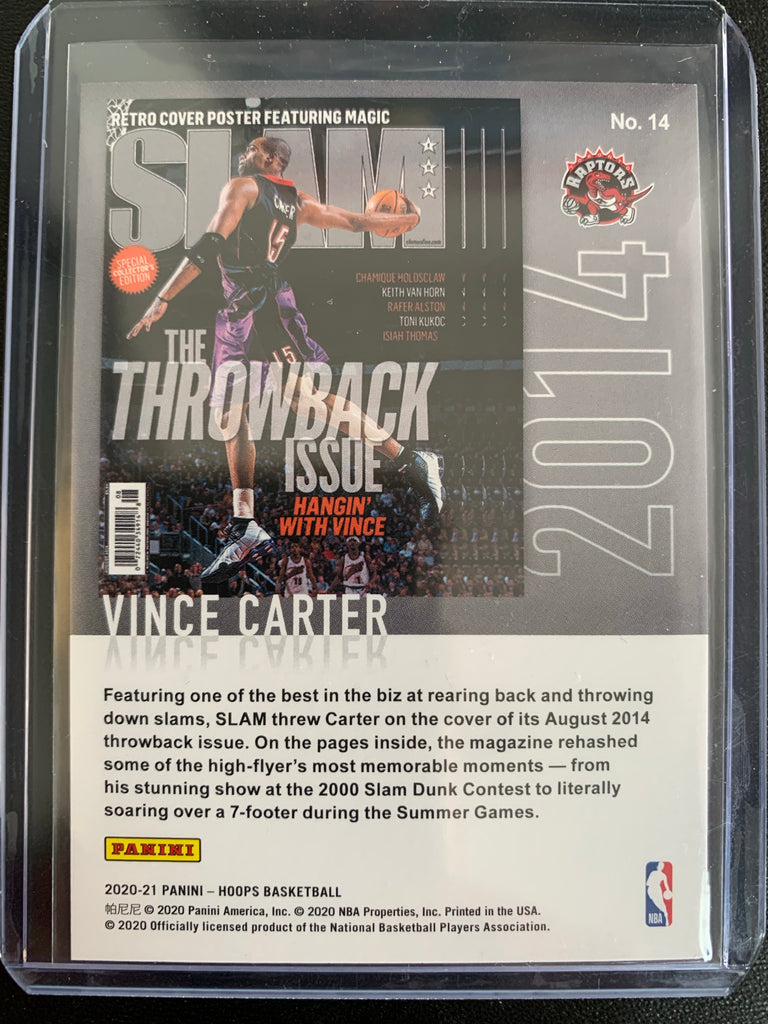 RETRO COVER POSTER FEATURING MAGIC
No. 14
SLAM
RAPTORS
CARTER
15
slamonline.com
SPECIAL
COLLECTOR'S
EDITION
CHAMIQUE HOLDSCLAW
KEITH VAN HORN
RAFER ALSTON
TONI KUKOC
ISIAH THOMAS
2014
15
THE
THROWBACK
ISSUE
HANGIN'
WITH VINCE
08
VINCE CARTER
Featuring one of the best in the biz at rearing back and throwing
down slams, SLAM threw Carter on the cover of its August 2014
throwback issue. On the pages inside, the magazine rehashed
some of the high-flyer's most memorable moments — from
his stunning show at the 2000 Slam Dunk Contest to literally
soaring over a 7-footer during the Summer Games.
PANINI
2020-21 PANINI – HOOPS BASKETBALL
帕尼尼 © 2020 Panini America, Inc. © 2020 NBA Properties, Inc. Printed in the USA.
© 2020 Officially licensed product of the National Basketball Players Association.
NBA